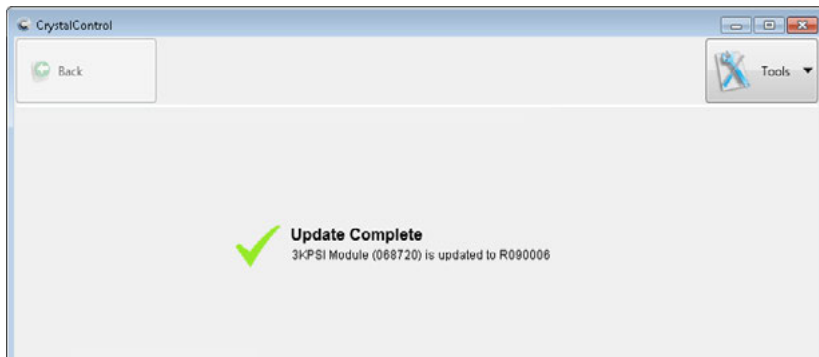 CrystalControl
Back
Tools
Update Complete
3KPSI Module (068720) is updated to R090006